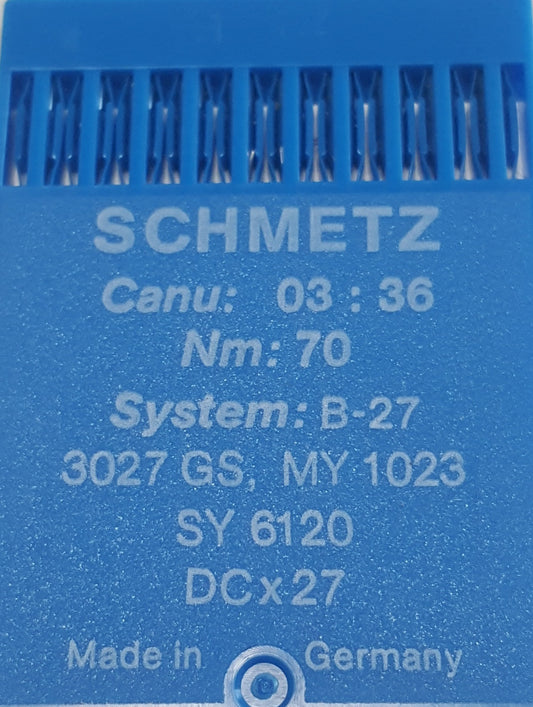 SCHMETZ
Canu: 03 : 36
Nm: 70
System: B-27
3027 GS, MY 1023
SY 6120
DCx27
Made in Germany